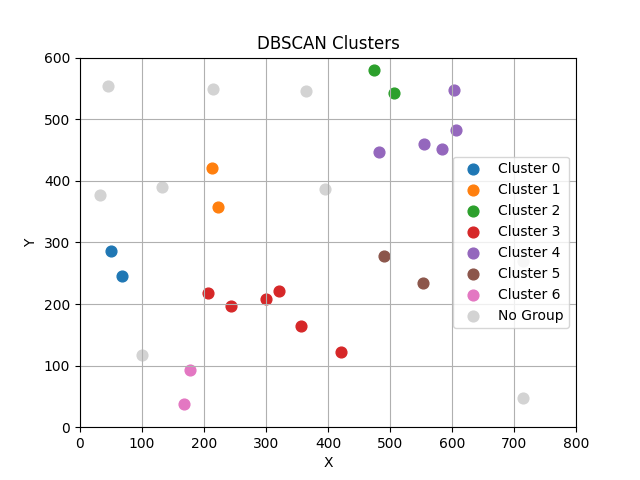 DBSCAN Clusters
600
500
400
300
200
100
0
Y
Cluster 0
Cluster 1
Cluster 2
Cluster 3
Cluster 4
Cluster 5
Cluster 6
No Group
0 100 200 300 400 500 600 700 800
X